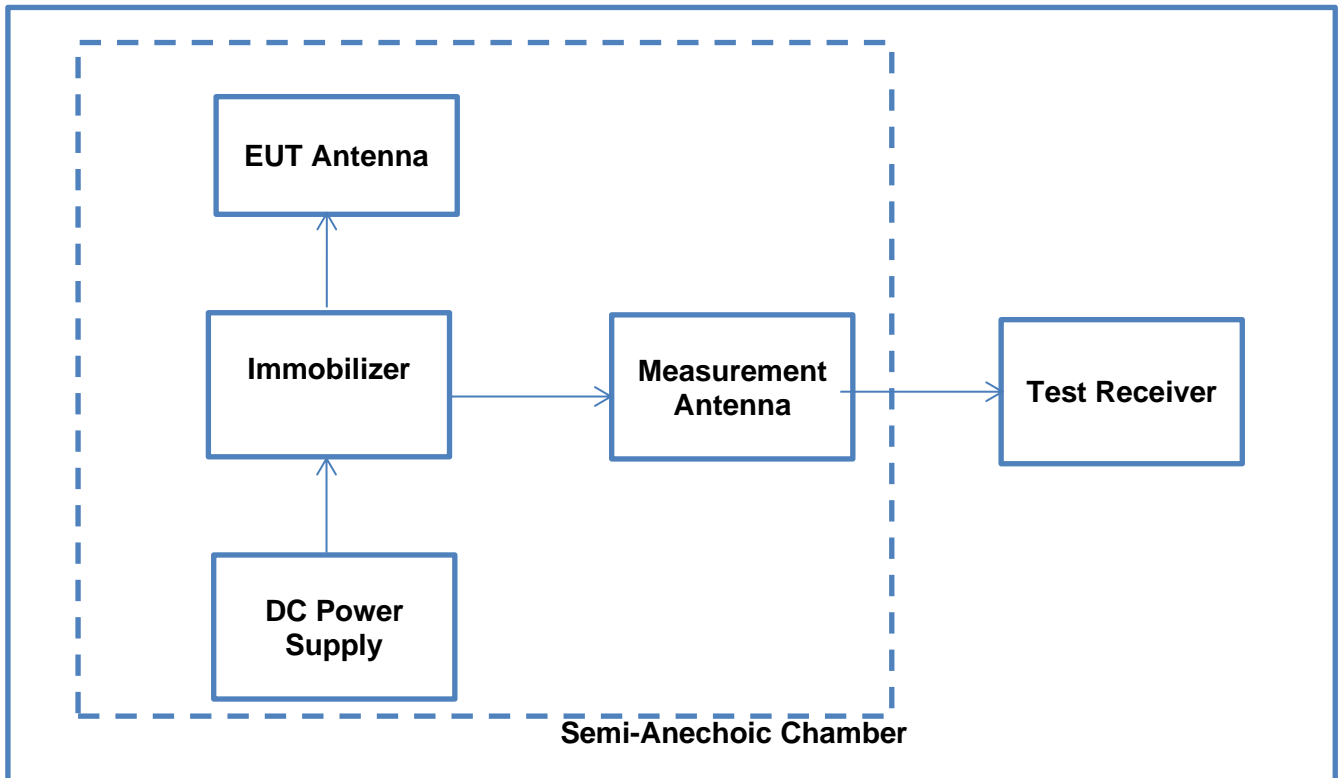 EUT Antenna
Immobilizer
Measurement
Antenna
Test Receiver
DC Power
Supply
Semi-Anechoic Chamber